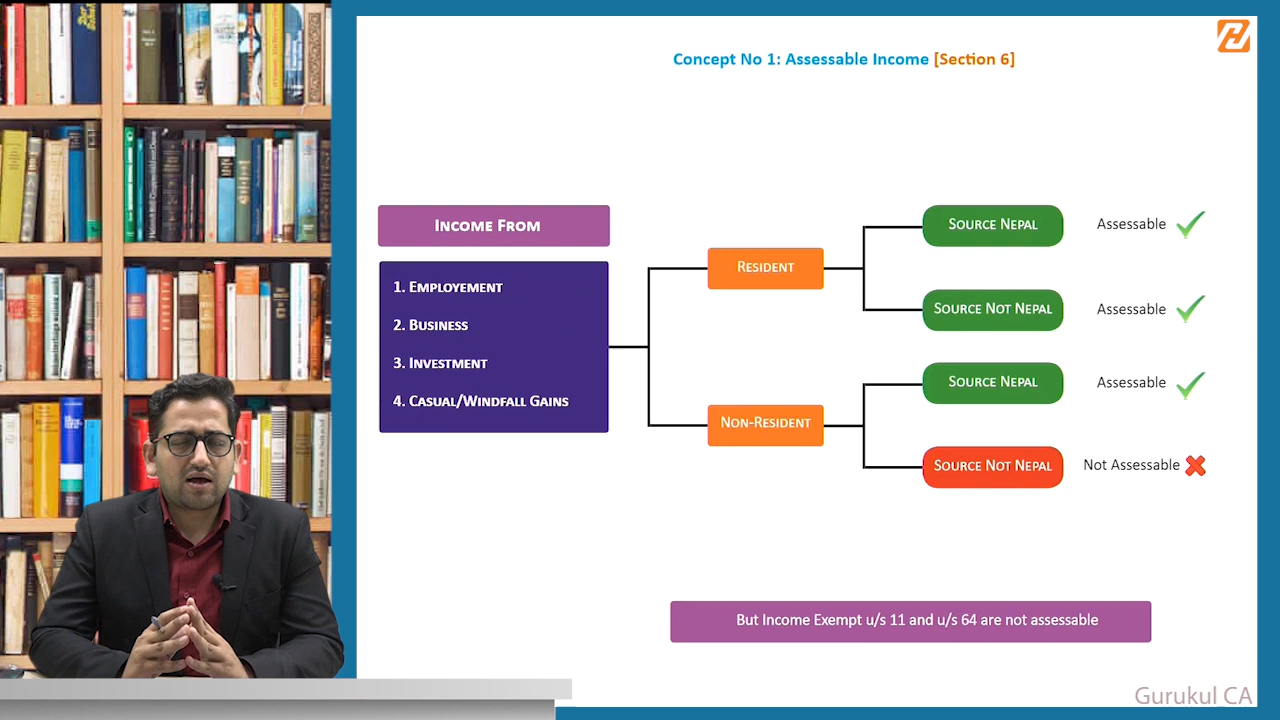 Concept No 1: Assessable Income [Section 6]
INCOME FROM
1. EMPLOYEMENT
2. BUSINESS
3. INVESTMENT
4. CASUAL/WINDFALL GAINS
RESIDENT
SOURCE NEPAL
Assessable
SOURCE NOT NEPAL
Assessable
NON-RESIDENT
SOURCE NEPAL
Assessable
SOURCE NOT NEPAL
Not Assessable
But Income Exempt u/s 11 and u/s 64 are not assessable
Gurukul_CA